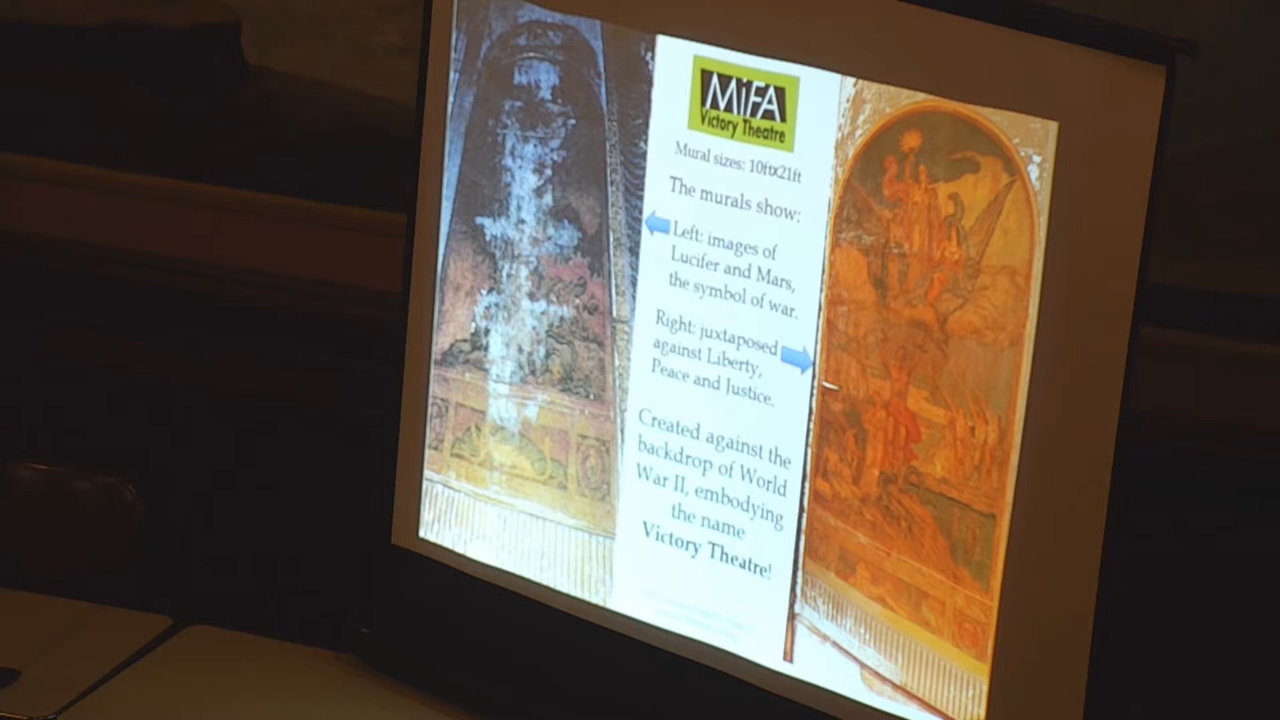 MiFA
Victory Theatre
Mural sizes: 10ftx21ft
The murals show:
Left: images of
Lucifer and Mars,
the symbol of war.
Right: juxtaposed
against Liberty,
Peace and Justice.
Created against the
backdrop of World
War II, embodying
the name
Victory Theatre!